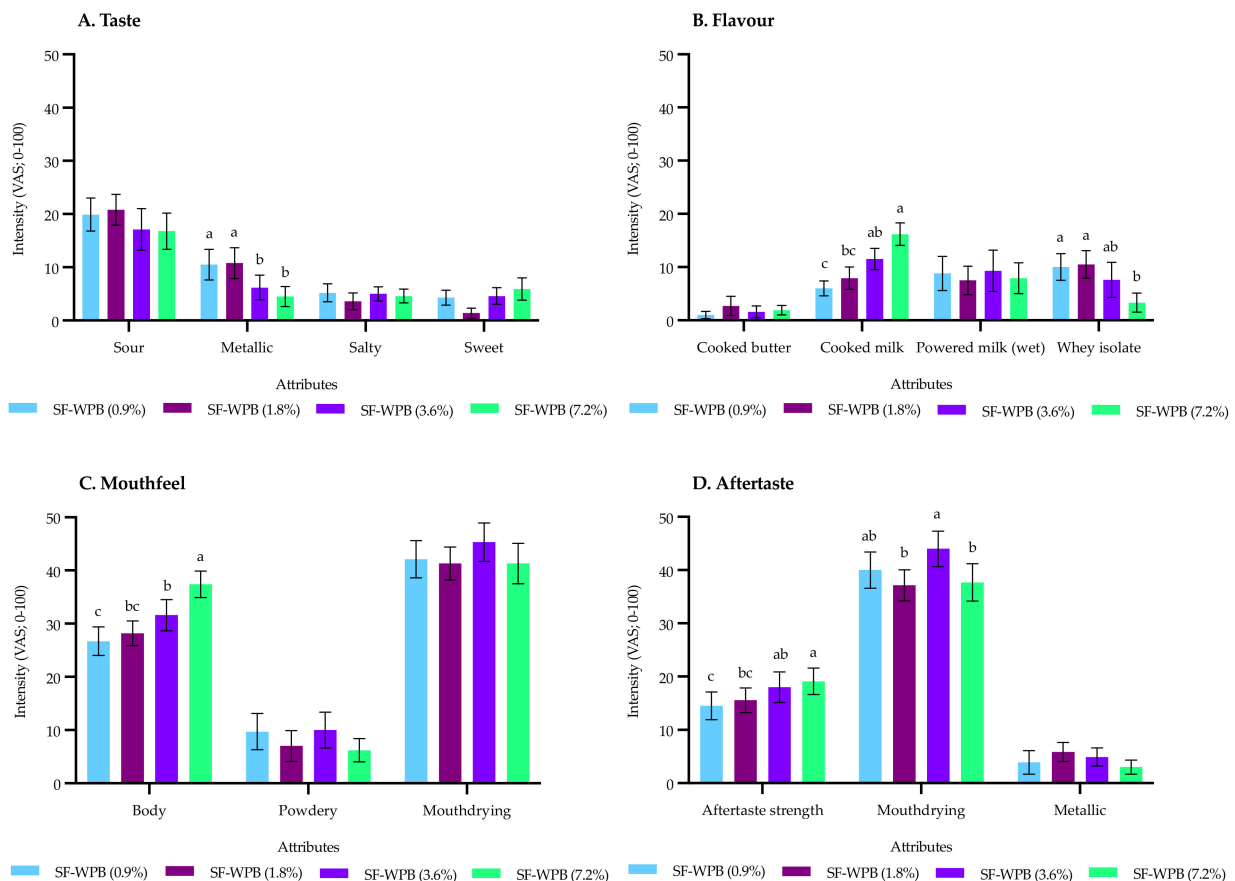 A. Taste
50
40
30
20
10
0
Intensity (VAS; 0-100)
a a b b
Sour Metallic Salty Sweet
Attributes
SF-WPB (0.9%) SF-WPB (1.8%) SF-WPB (3.6%) SF-WPB (7.2%)
B. Flavour
50
40
30
20
10
0
Intensity (VAS; 0-100)
c bc ab a a a ab b
Cooked butter Cooked milk Powered milk (wet) Whey isolate
Attributes
SF-WPB (0.9%) SF-WPB (1.8%) SF-WPB (3.6%) SF-WPB (7.2%)
C. Mouthfeel
50
40
30
20
10
0
Intensity (VAS; 0-100)
c bc b a
Body Powdery Mouthdrying
Attributes
SF-WPB (0.9%) SF-WPB (1.8%) SF-WPB (3.6%) SF-WPB (7.2%)
D. Aftertaste
50
40
30
20
10
0
Intensity (VAS; 0-100)
c bc ab a ab b a b
Aftertaste strength Mouthdrying Metallic
Attributes
SF-WPB (0.9%) SF-WPB (1.8%) SF-WPB (3.6%) SF-WPB (7.2%)